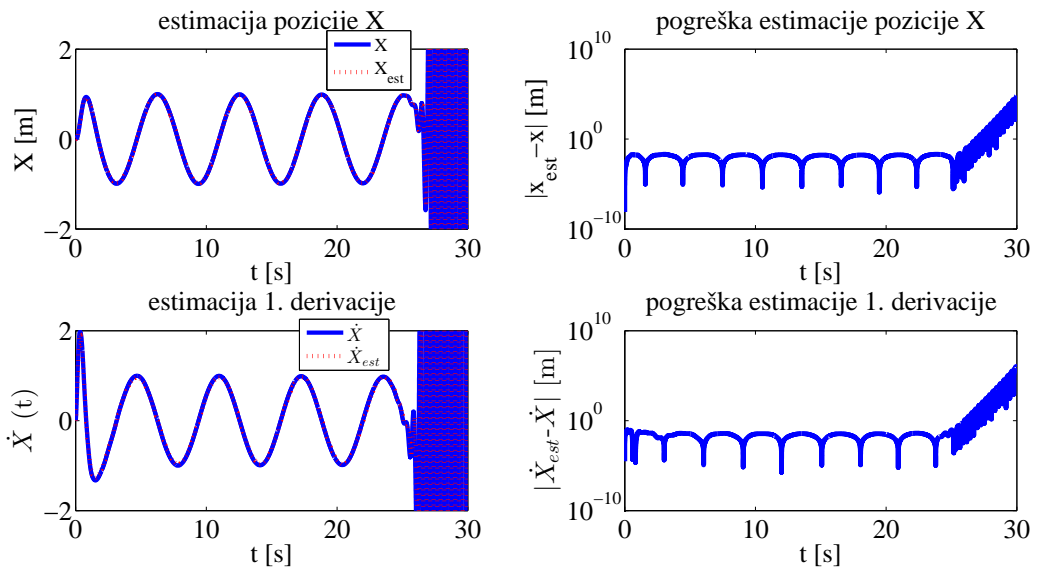 estimacija pozicije X
2
0
−2
X [m]
X
X_est
0 10 20 30
t [s]
pogreška estimacije pozicije X
10^10
10^0
10^−10
|x_est−x| [m]
0 10 20 30
t [s]
estimacija 1. derivacije
2
0
−2
Ẋ (t)
Ẋ
Ẋ_est
0 10 20 30
t [s]
pogreška estimacije 1. derivacije
10^10
10^0
10^−10
|Ẋ_est-Ẋ| [m]
0 10 20 30
t [s]